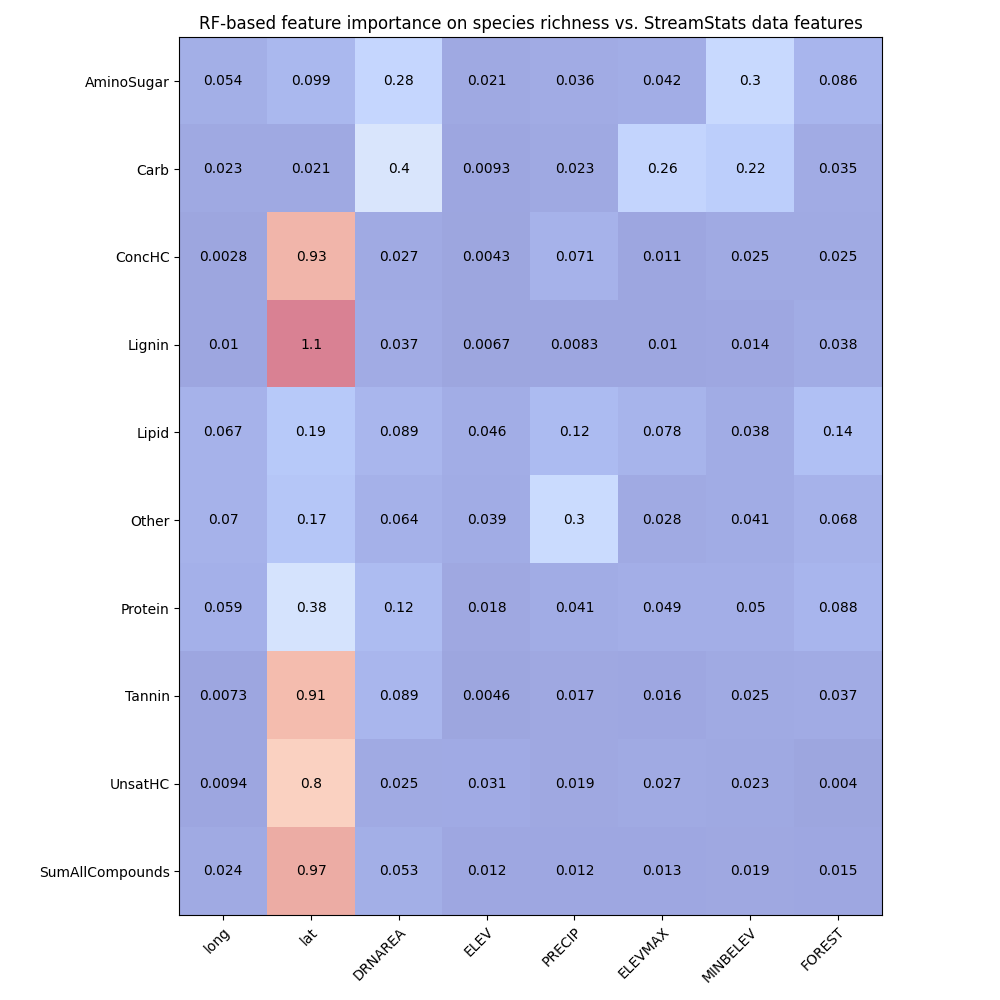 RF-based feature importance on species richness vs. StreamStats data features
AminoSugar 0.054 0.099 0.28 0.021 0.036 0.042 0.3 0.086
Carb 0.023 0.021 0.4 0.0093 0.023 0.26 0.22 0.035
ConcHC 0.0028 0.93 0.027 0.0043 0.071 0.011 0.025 0.025
Lignin 0.01 1.1 0.037 0.0067 0.0083 0.01 0.014 0.038
Lipid 0.067 0.19 0.089 0.046 0.12 0.078 0.038 0.14
Other 0.07 0.17 0.064 0.039 0.3 0.028 0.041 0.068
Protein 0.059 0.38 0.12 0.018 0.041 0.049 0.05 0.088
Tannin 0.0073 0.91 0.089 0.0046 0.017 0.016 0.025 0.037
UnsatHC 0.0094 0.8 0.025 0.031 0.019 0.027 0.023 0.004
SumAllCompounds 0.024 0.97 0.053 0.012 0.012 0.013 0.019 0.015
long lat DRNAREA ELEV PRECIP ELEVMAX MINBELEV FOREST